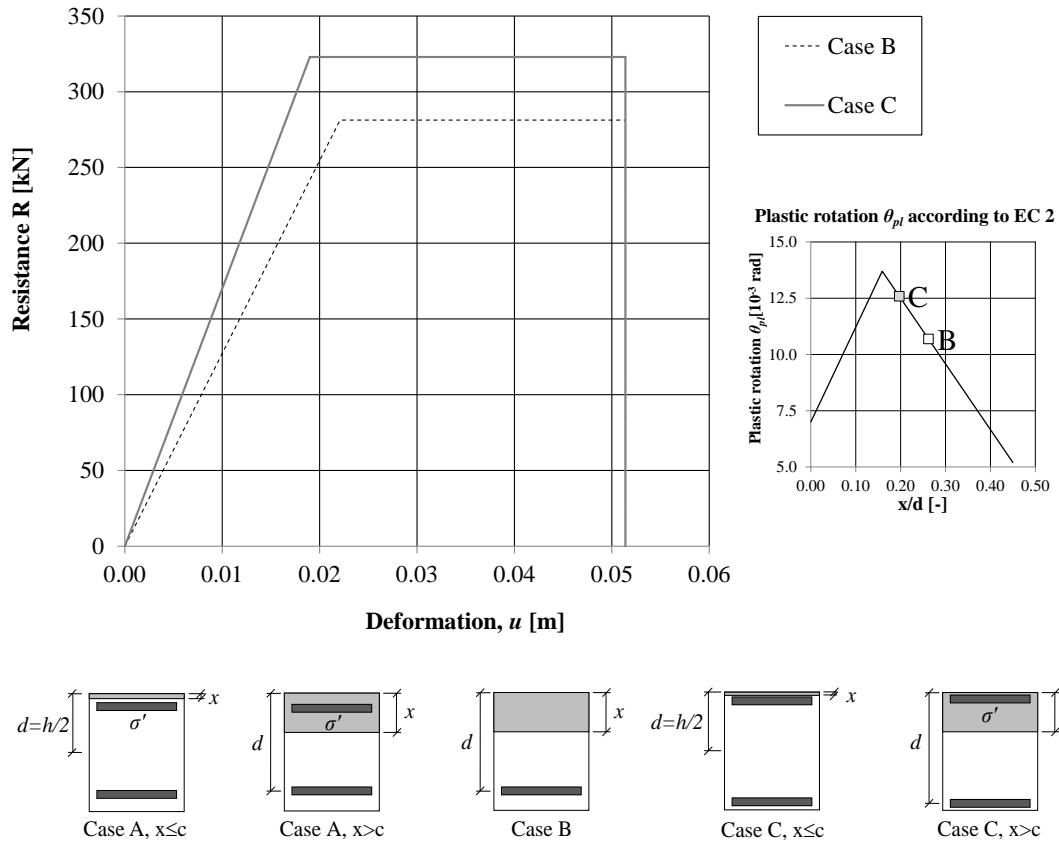 350
300
250
200
150
100
50
0
Resistance R [kN]
0.00 0.01 0.02 0.03 0.04 0.05 0.06
Deformation, u [m]
Case B
Case C
Plastic rotation θpl according to EC 2
15.0
12.5
10.0
7.5
5.0
Plastic rotation θpl[10-3 rad]
C
B
0.00 0.10 0.20 0.30 0.40 0.50
x/d [-]
d=h/2
x
σ'
Case A, x≤c
d
x
σ'
Case A, x>c
d
x
Case B
d=h/2
x
Case C, x≤c
d
σ'
Case C, x>c